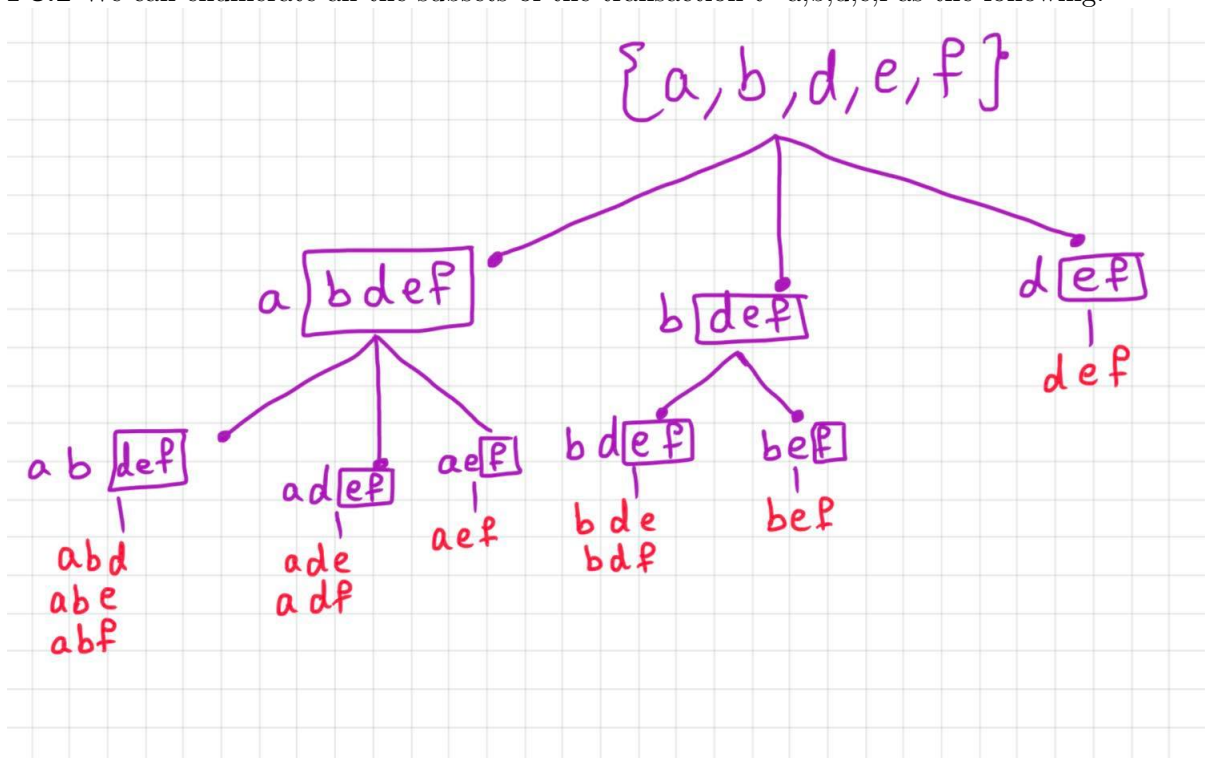 {a,b,d,e,f}
a bdef
b def
d ef
def
ab def
ad ef
ae f
bd ef
be f
abd
abe
abf
ade
adf
aef
bde
bdf
bef